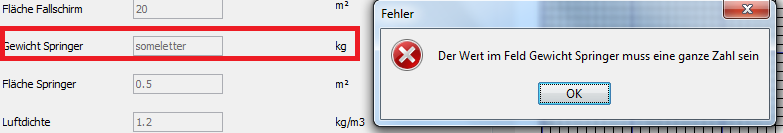 Fläche Fallschirm 20 m²
Gewicht Springer someletter kg
Fläche Springer 0.5 m²
Luftdichte 1.2 kg/m3
Fehler
Der Wert im Feld Gewicht Springer muss eine ganze Zahl sein
OK